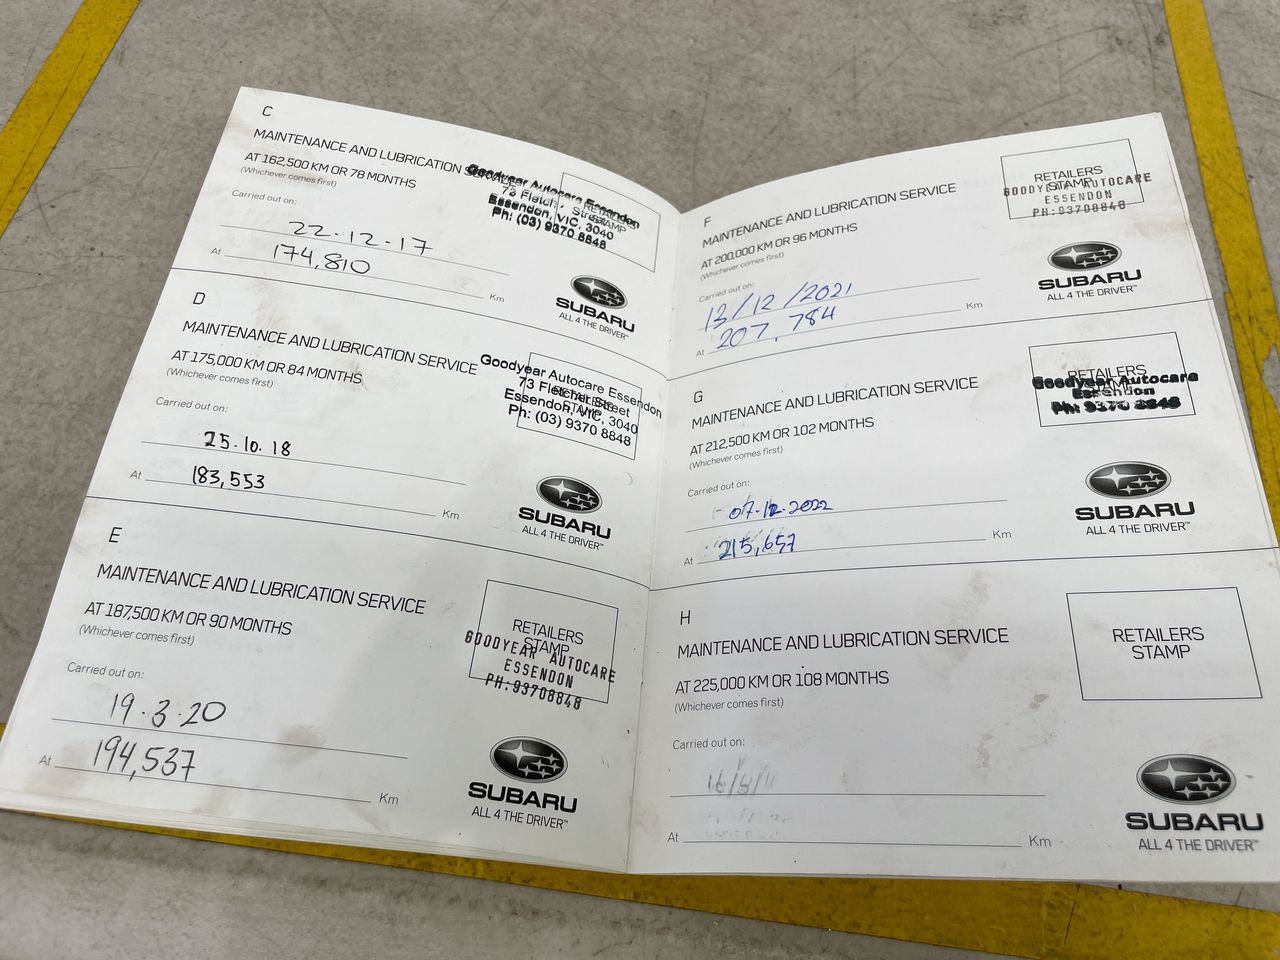 C
MAINTENANCE AND LUBRICATION
AT 162,500 KM OR 78 MONTHS
(Whichever comes first)
Goodyear Autocare Essendon
73 Street
Essendon, VIC, 3040
Ph: (03) 9370 8848
RETAILERS
STAMP
Carried out on:
22-12-17
At 174,810 Km
SUBARU
ALL 4 THE DRIVER™
D
MAINTENANCE AND LUBRICATION SERVICE
AT 175,000 KM OR 84 MONTHS
(Whichever comes first)
Goodyear Autocare Essendon
73 Fletcher Street
Essendon, VIC, 3040
Ph: (03) 9370 8848
RETAILERS
STAMP
Carried out on:
25.10.18
At 183,553 Km
SUBARU
ALL 4 THE DRIVER™
E
MAINTENANCE AND LUBRICATION SERVICE
AT 187,500 KM OR 90 MONTHS
(Whichever comes first)
RETAILERS
STAMP
GOODYEAR AUTOCARE
ESSENDON
PH:93708848
Carried out on:
19.3.20
At 194,537 Km
SUBARU
ALL 4 THE DRIVER™
F
MAINTENANCE AND LUBRICATION SERVICE
AT 200,000 KM OR 96 MONTHS
(Whichever comes first)
RETAILERS
STAMP
GOODYEAR AUTOCARE
ESSENDON
PH:93708848
Carried out on:
13/12/2021
At 207,784 Km
SUBARU
ALL 4 THE DRIVER™
G
MAINTENANCE AND LUBRICATION SERVICE
AT 212,500 KM OR 102 MONTHS
(Whichever comes first)
RETAILERS
STAMP
Goodyear Autocare
Essendon
Ph: 9370 8848
Carried out on:
07.12.2022
At 215,657 Km
SUBARU
ALL 4 THE DRIVER™
H
MAINTENANCE AND LUBRICATION SERVICE
AT 225,000 KM OR 108 MONTHS
(Whichever comes first)
RETAILERS
STAMP
Carried out on:
At Km
SUBARU
ALL 4 THE DRIVER™